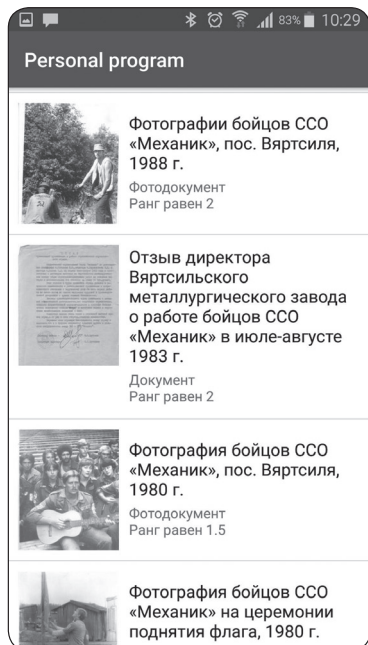 83% 10:29
Personal program
Фотографии бойцов ССО
«Механик», пос. Вяртсиля,
1988 г.
Фотодокумент
Ранг равен 2
Отзыв директора
Вяртсильского
металлургического завода
о работе бойцов ССО
«Механик» в июле-августе
1983 г.
Документ
Ранг равен 2
Фотография бойцов ССО
«Механик», пос. Вяртсиля,
1980 г.
Фотодокумент
Ранг равен 1.5
Фотография бойцов ССО
«Механик» на церемонии
поднятия флага, 1980 г.